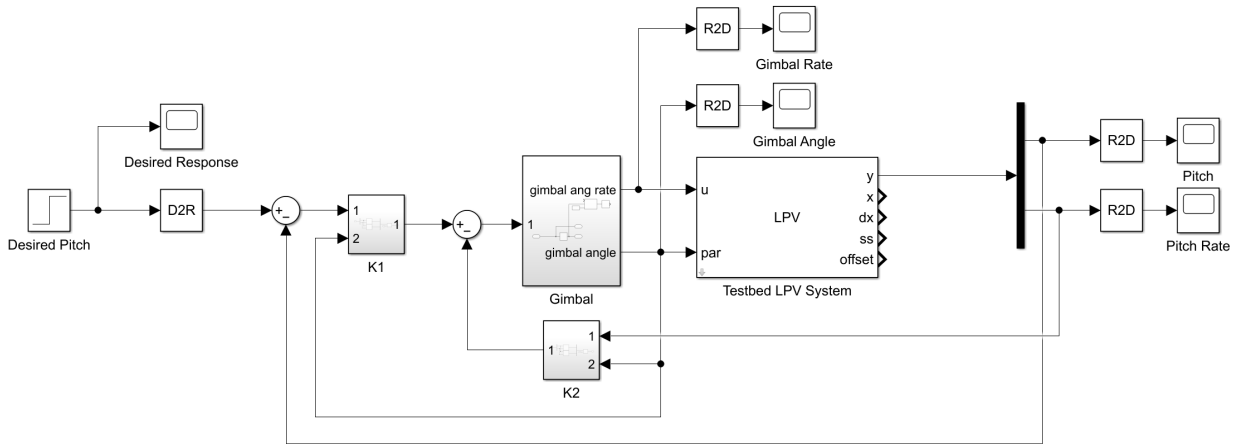 R2D
Gimbal Rate
R2D
Gimbal Angle
Desired Response
Desired Pitch
D2R
+
−
1
2
1
K1
+
−
1
gimbal ang rate
gimbal angle
Gimbal
u
par
LPV
y
x
dx
ss
offset
Testbed LPV System
R2D
Pitch
R2D
Pitch Rate
1
1
2
K2